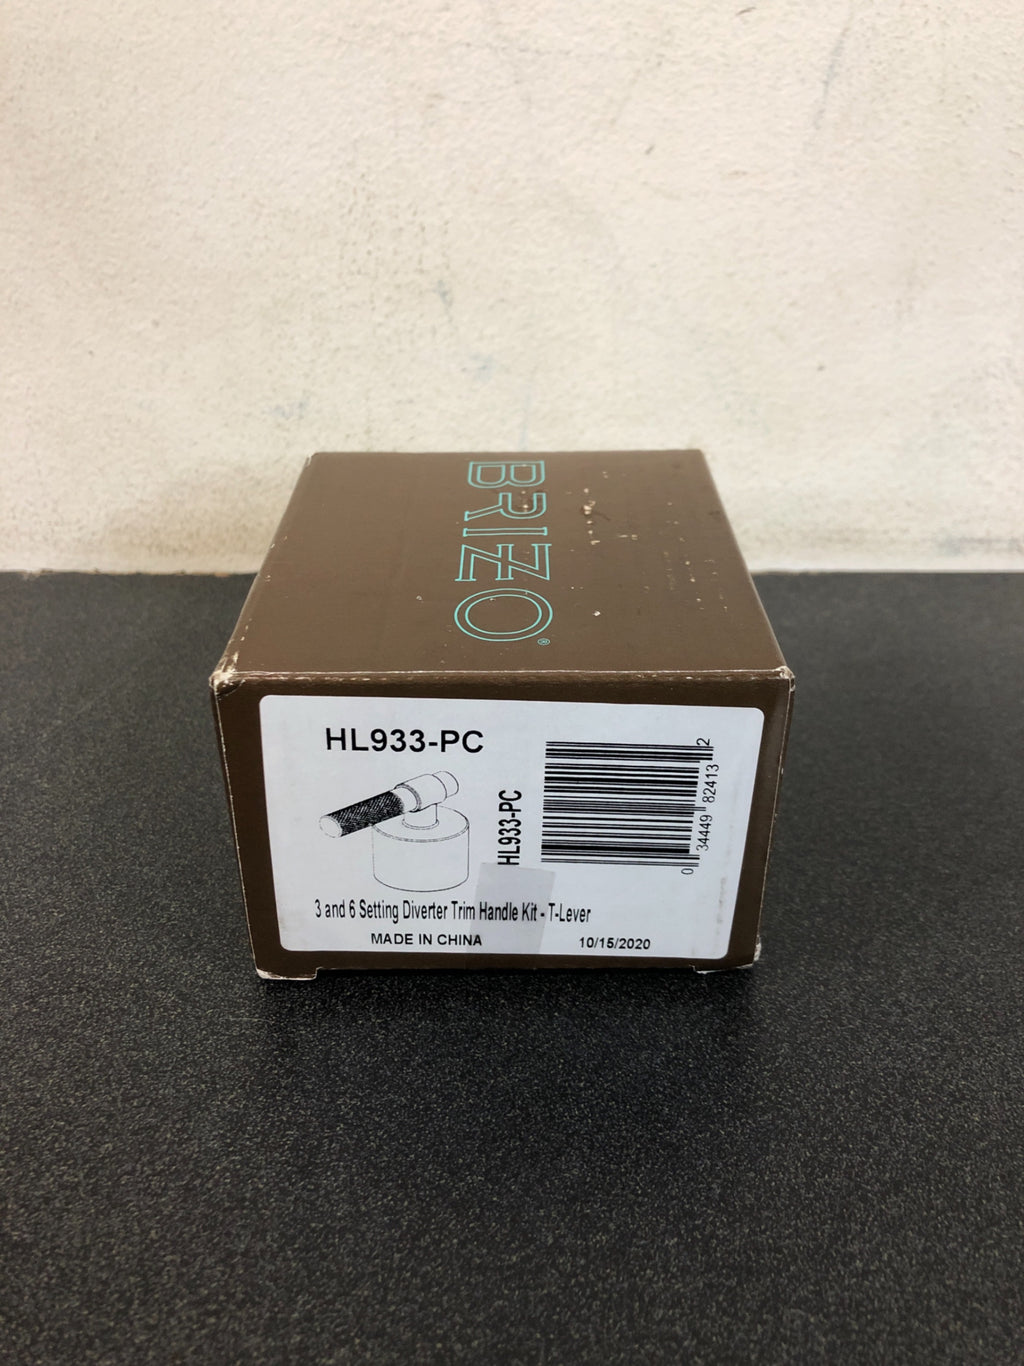 BRIZO®
HL933-PC
HL933-PC
0 34449 82413 2
3 and 6 Setting Diverter Trim Handle Kit - T-Lever
MADE IN CHINA
10/15/2020